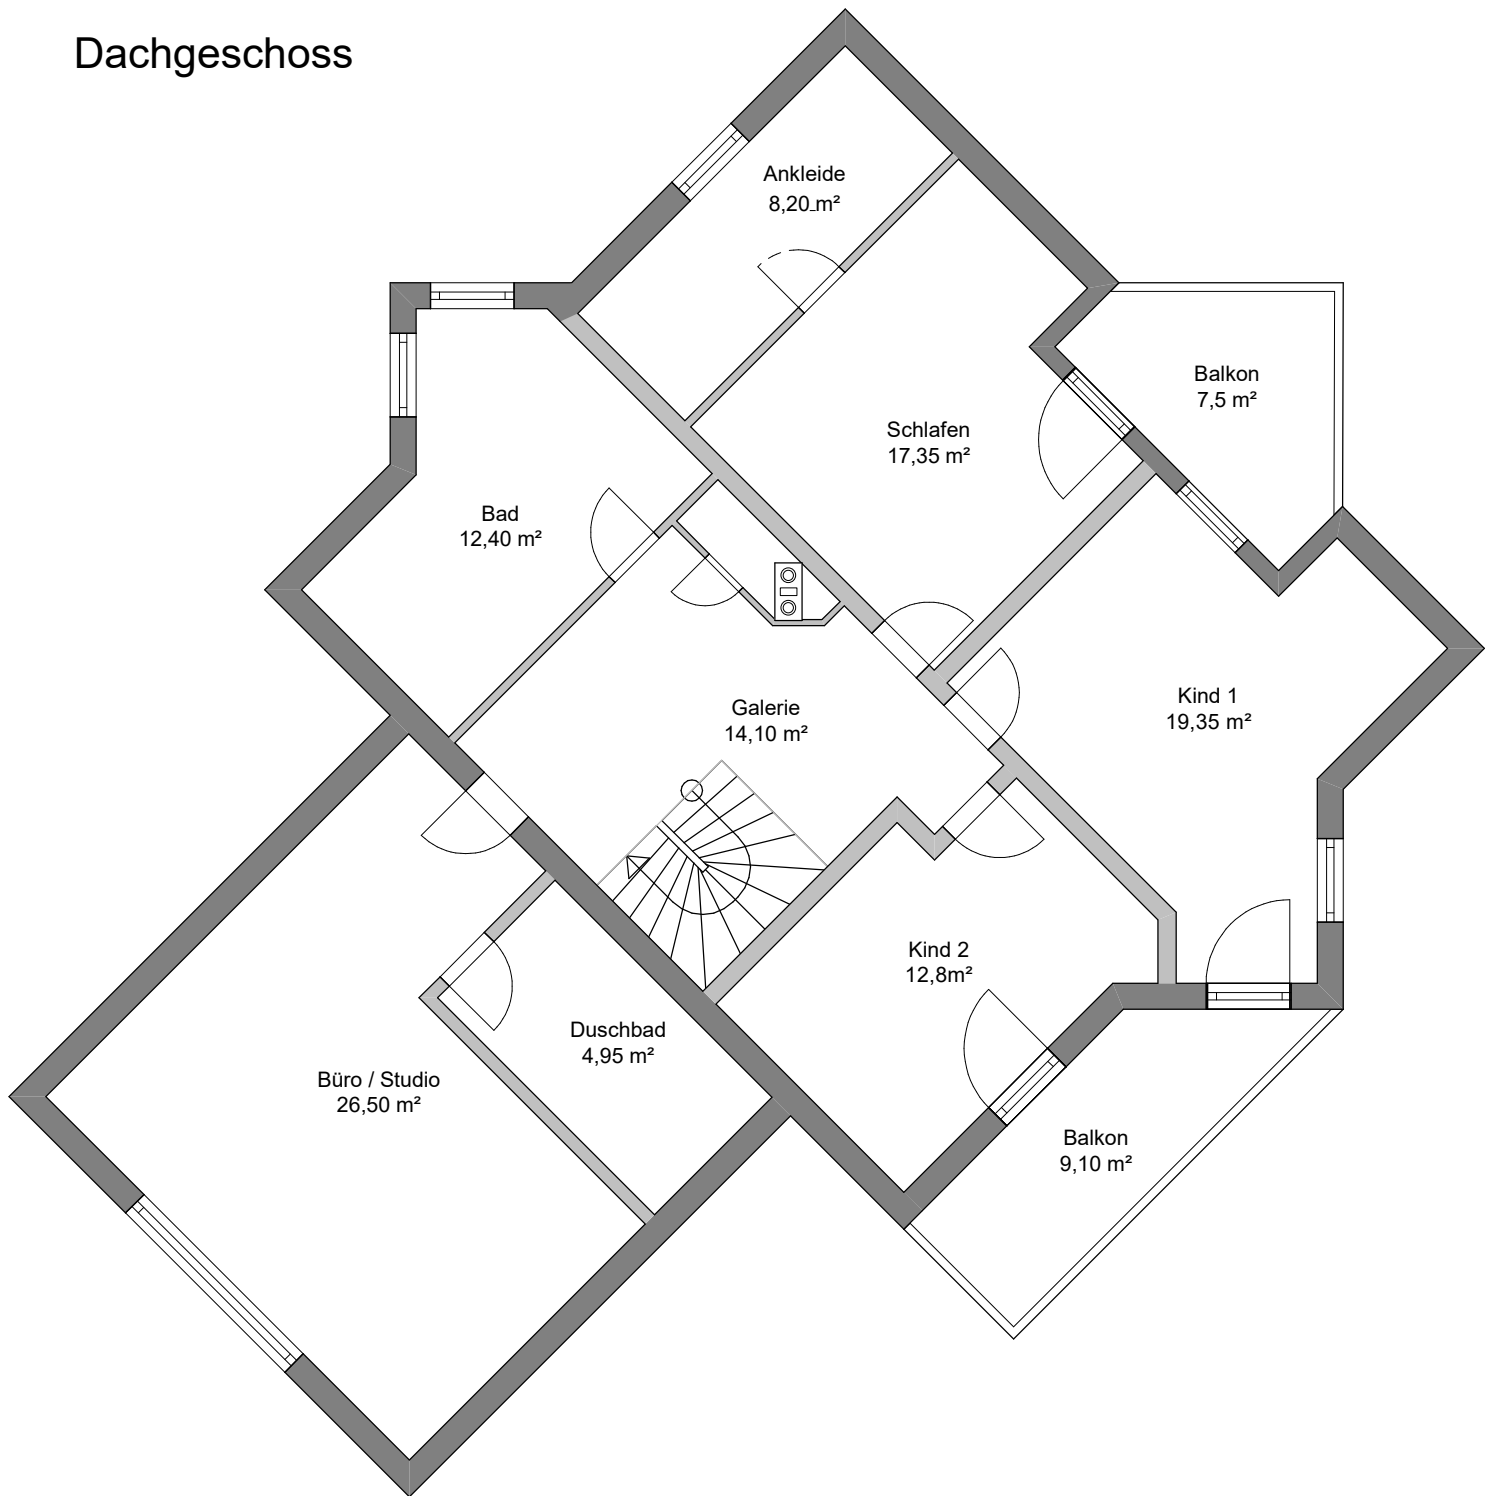 Dachgeschoss
Ankleide
8,20 m²
Balkon
7,5 m²
Schlafen
17,35 m²
Bad
12,40 m²
Kind 1
19,35 m²
Galerie
14,10 m²
Kind 2
12,8m²
Duschbad
4,95 m²
Büro / Studio
26,50 m²
Balkon
9,10 m²